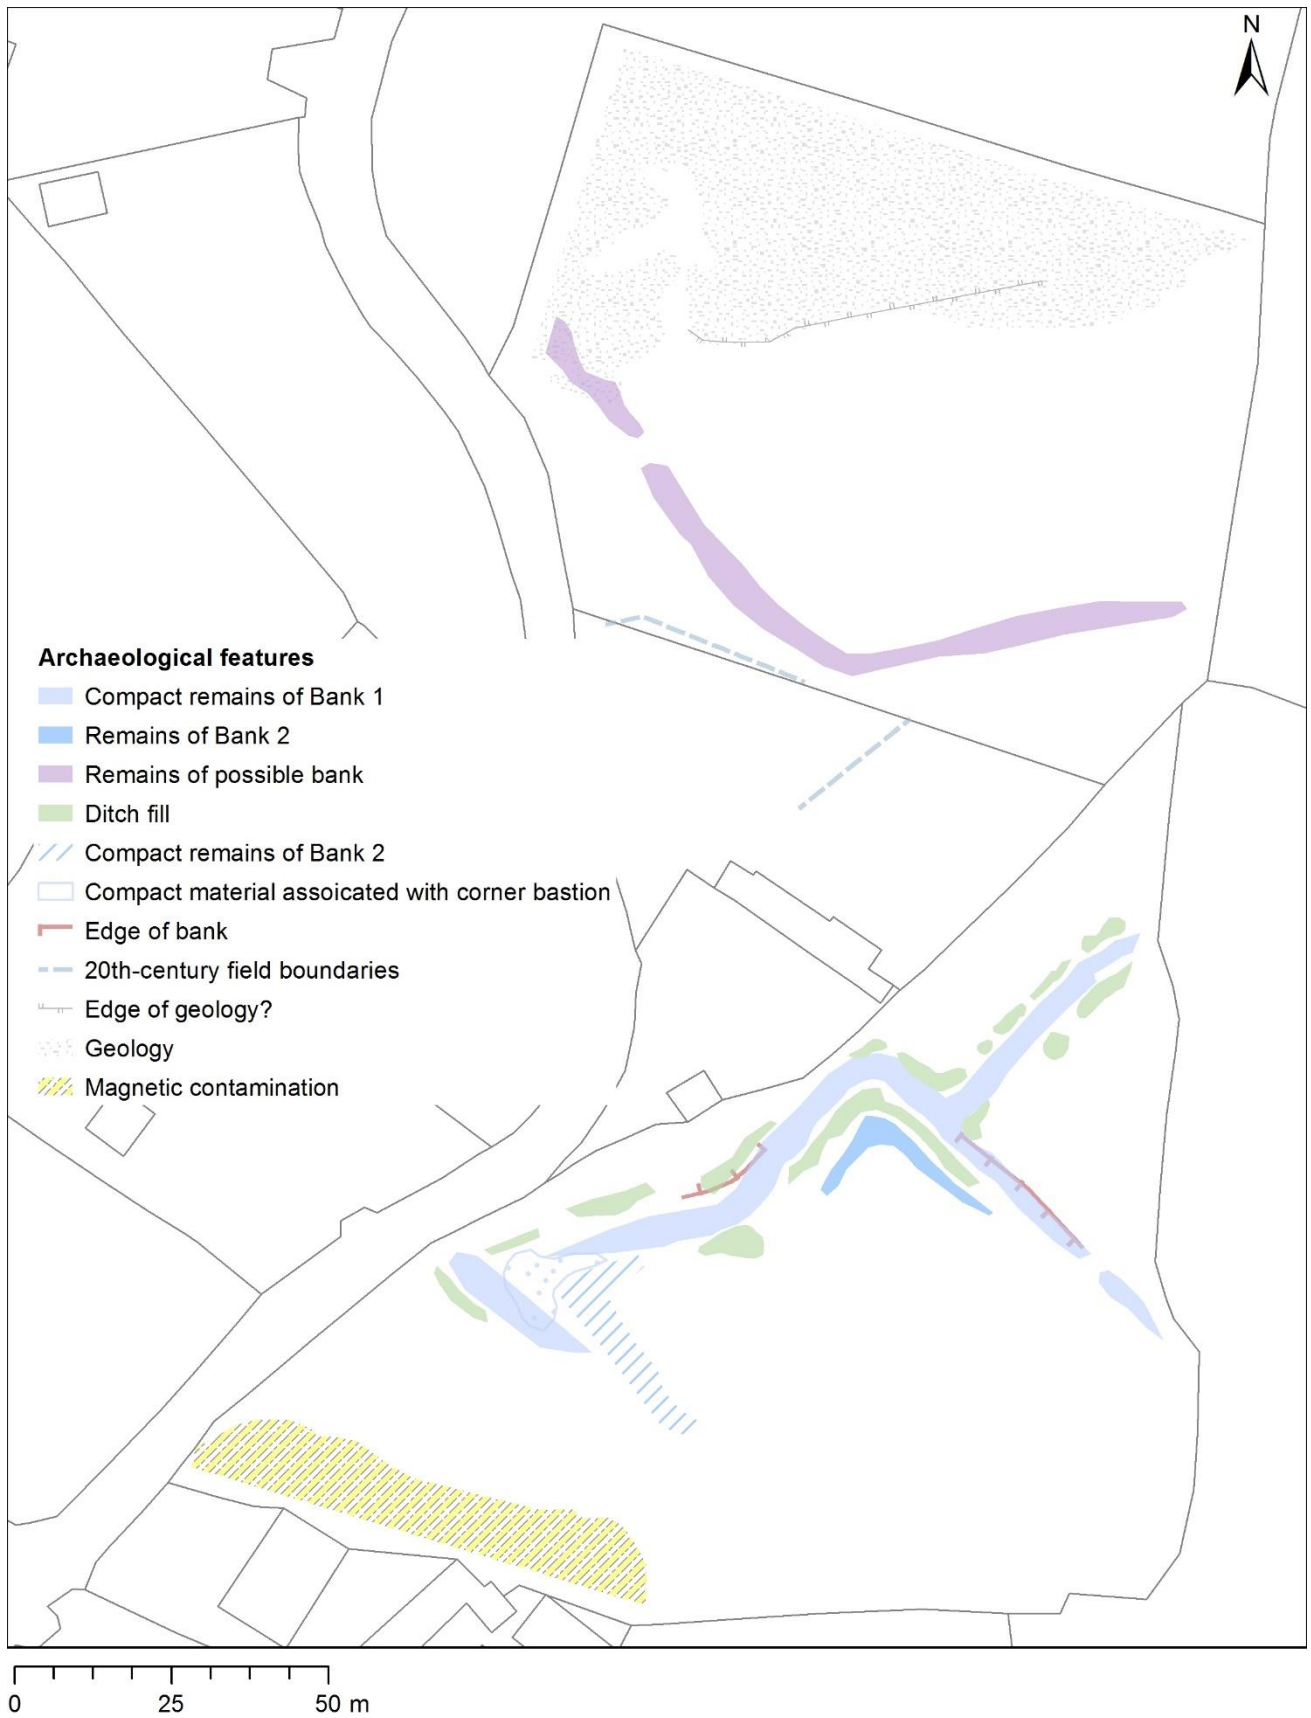 N
Archaeological features
Compact remains of Bank 1
Remains of Bank 2
Remains of possible bank
Ditch fill
Compact remains of Bank 2
Compact material assoicated with corner bastion
Edge of bank
20th-century field boundaries
Edge of geology?
Geology
Magnetic contamination
0 25 50 m